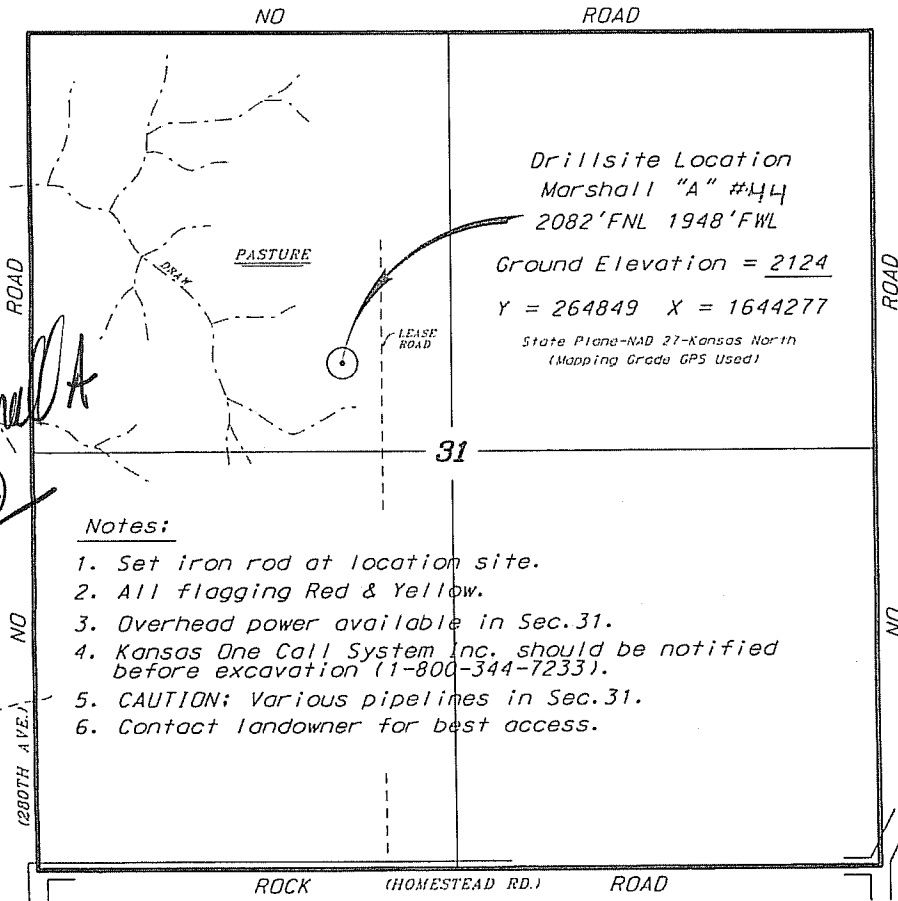 NO ROAD
Drillsite Location
Marshall "A" #44
2082'FNL 1948'FWL
Ground Elevation = 2124
Y = 264849 X = 1644277
State Plane-NAD 27-Kansas North
(Mapping Grade GPS Used)
PASTURE
DRAW
LEASE
ROAD
ROAD
ROAD
A
31
Notes:
1. Set iron rod at location site.
2. All flagging Red & Yellow.
3. Overhead power available in Sec.31.
4. Kansas One Call System Inc. should be notified
before excavation (1-800-344-7233).
5. CAUTION: Various pipelines in Sec.31.
6. Contact landowner for best access.
NO
NO
(280TH AVE.)
ROCK (HOMESTEAD RD.) ROAD